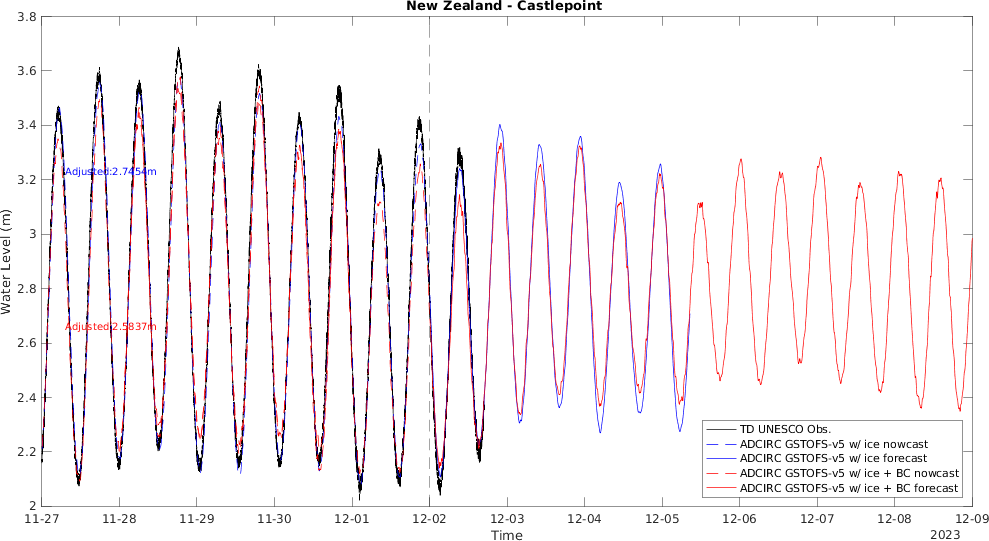 New Zealand - Castlepoint
3.8
3.6
3.4
3.2
3
2.8
2.6
2.4
2.2
2
Water Level (m)
Adjusted:2.7454m
Adjusted:2.5837m
TD UNESCO Obs.
ADCIRC GSTOFS-v5 w/ ice nowcast
ADCIRC GSTOFS-v5 w/ ice forecast
ADCIRC GSTOFS-v5 w/ ice + BC nowcast
ADCIRC GSTOFS-v5 w/ ice + BC forecast
11-27 11-28 11-29 11-30 12-01 12-02 12-03 12-04 12-05 12-06 12-07 12-08 12-09
Time
2023